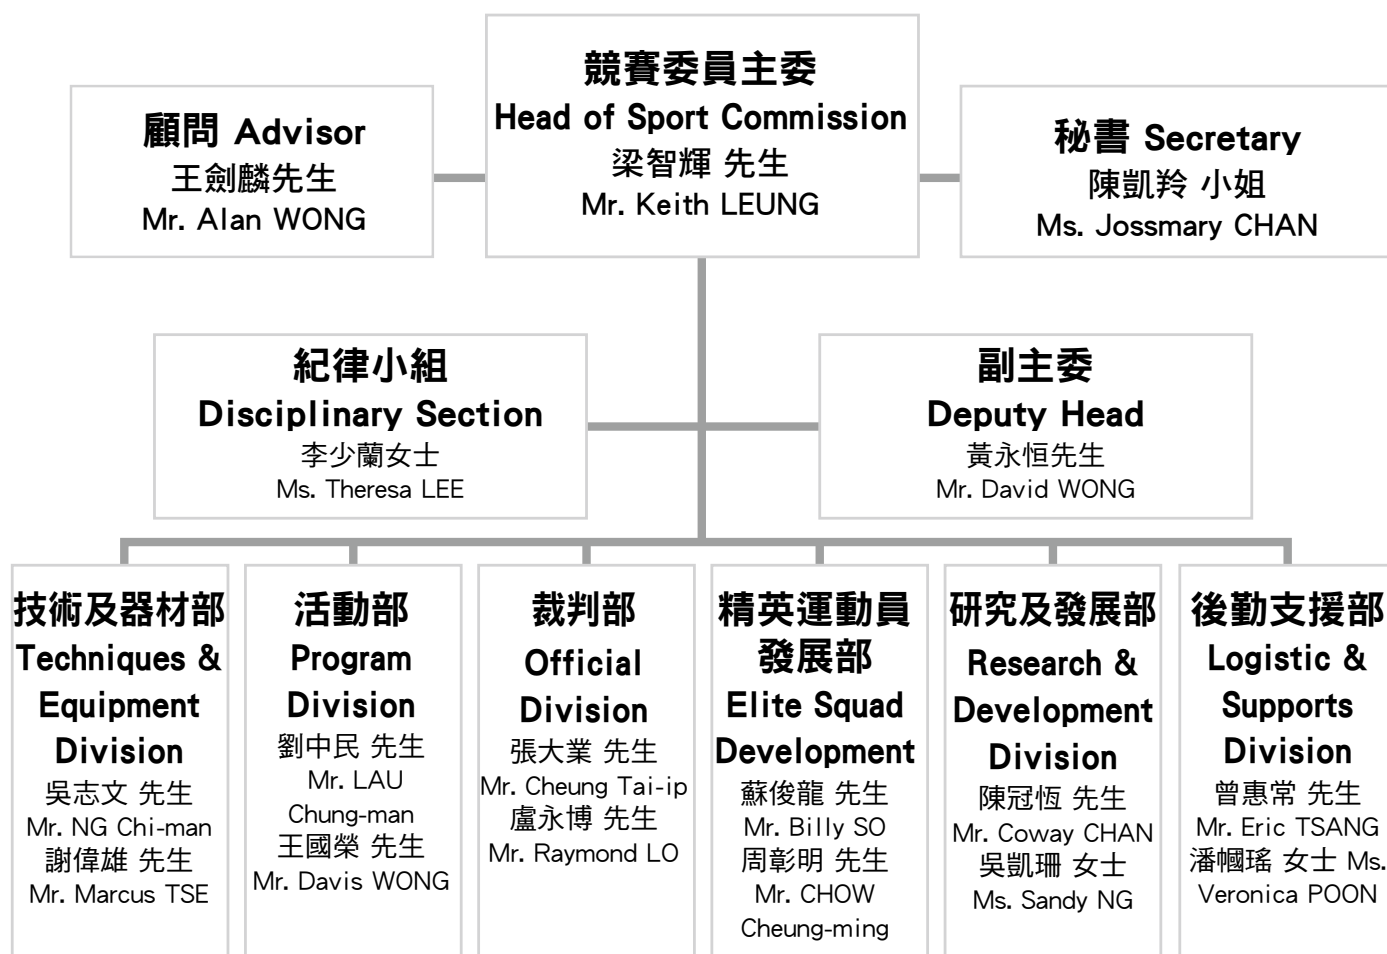 競賽委員主委
Head of Sport Commission
梁智輝 先生
Mr. Keith LEUNG
顧問 Advisor
王劍麟先生
Mr. Alan WONG
秘書 Secretary
陳凱羚 小姐
Ms. Jossmary CHAN
紀律小組
Disciplinary Section
李少蘭女士
Ms. Theresa LEE
副主委
Deputy Head
黃永恒先生
Mr. David WONG
技術及器材部
Techniques &
Equipment
Division
吳志文 先生
Mr. NG Chi-man
謝偉雄 先生
Mr. Marcus TSE
活動部
Program
Division
劉中民 先生
Mr. LAU
Chung-man
王國榮 先生
Mr. Davis WONG
裁判部
Official
Division
張大業 先生
Mr. Cheung Tai-ip
盧永博 先生
Mr. Raymond LO
精英運動員
發展部
Elite Squad
Development
蘇俊龍 先生
Mr. Billy SO
周彰明 先生
Mr. CHOW
Cheung-ming
研究及發展部
Research &
Development
Division
陳冠恆 先生
Mr. Coway CHAN
吳凱珊 女士
Ms. Sandy NG
後勤支援部
Logistic &
Supports
Division
曾惠常 先生
Mr. Eric TSANG
潘幗瑤 女士 Ms.
Veronica POON